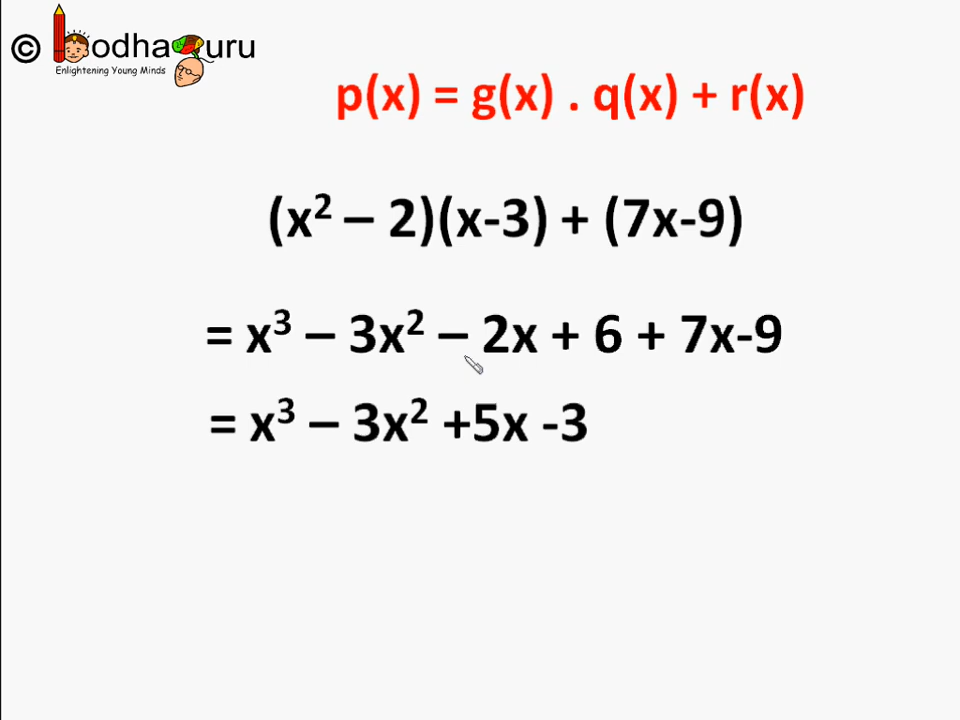 © BodhaGuru
Enlightening Young Minds
p(x) = g(x) . q(x) + r(x)
(x² – 2)(x-3) + (7x-9)
= x³ – 3x² – 2x + 6 + 7x-9
= x³ – 3x² +5x -3